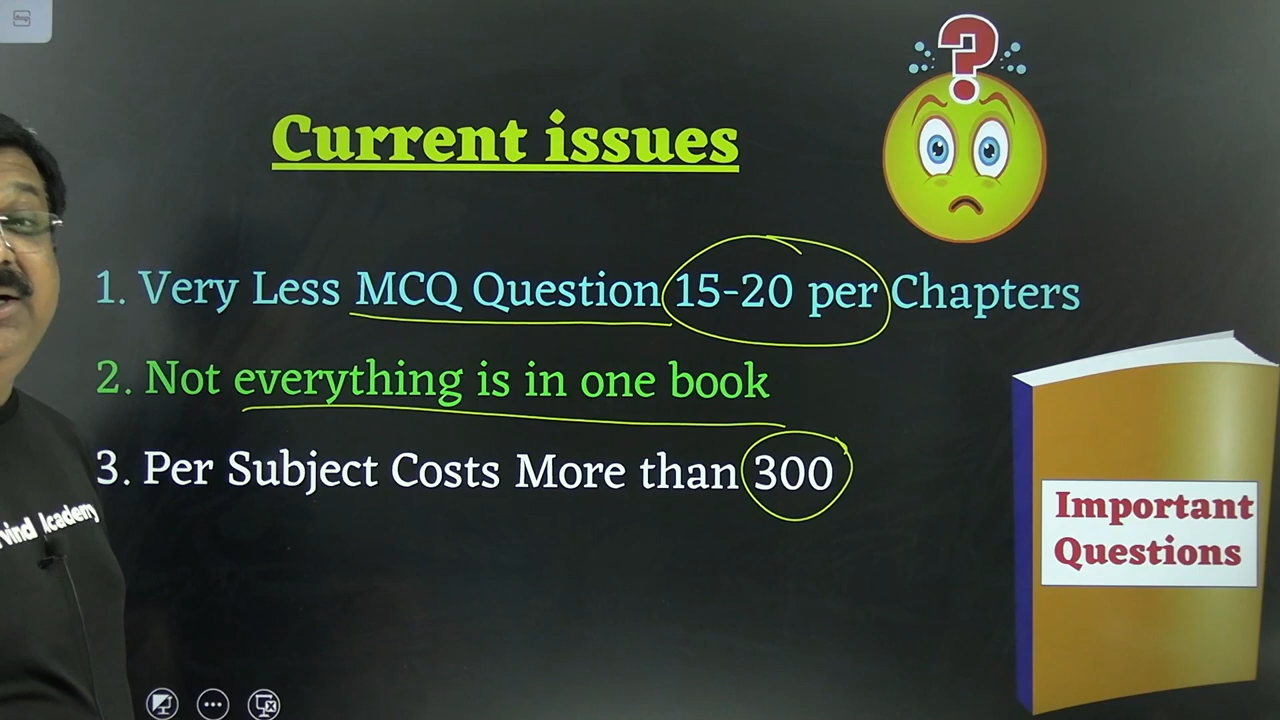 ?
Current issues
1. Very Less MCQ Question 15-20 per Chapters
2. Not everything is in one book
3. Per Subject Costs More than 300
Academy
Important
Questions